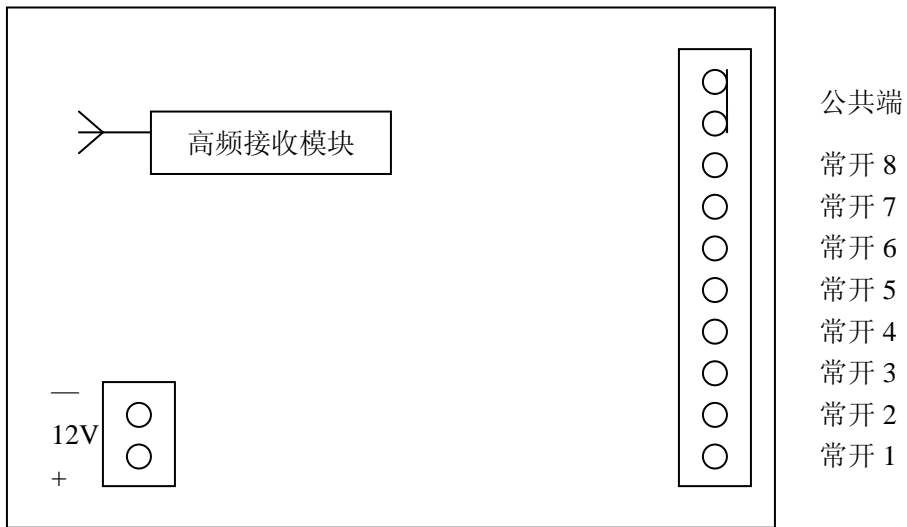 公共端
高频接收模块
常开 8
常开 7
常开 6
常开 5
常开 4
常开 3
常开 2
常开 1
—
12V
+